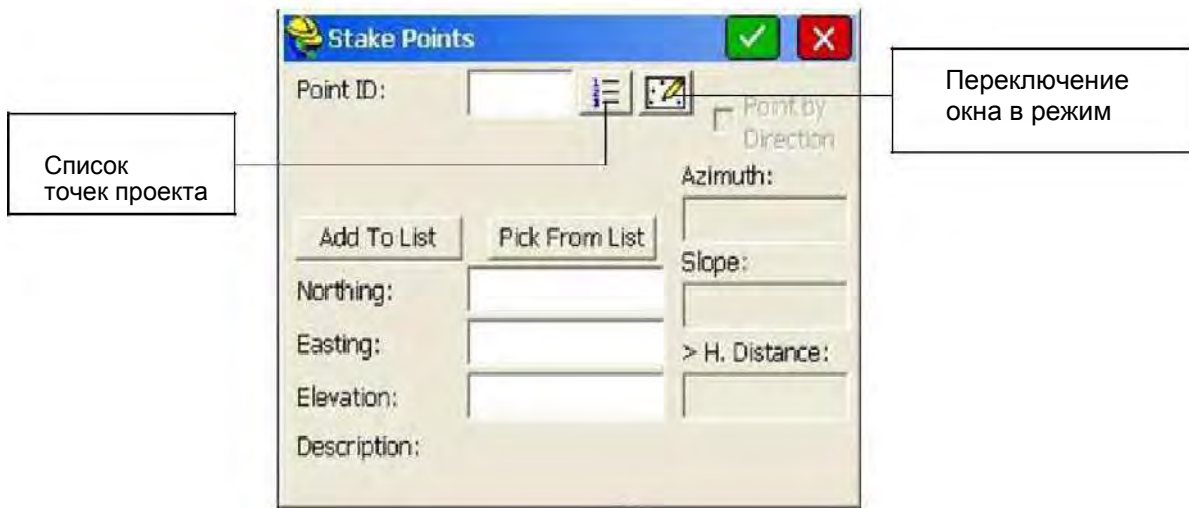 Stake Points
Point ID:
Point by
Direction
Переключение
окна в режим
Список
точек проекта
Azimuth:
Add To List
Pick From List
Slope:
Northing:
Easting:
> H. Distance:
Elevation:
Description: